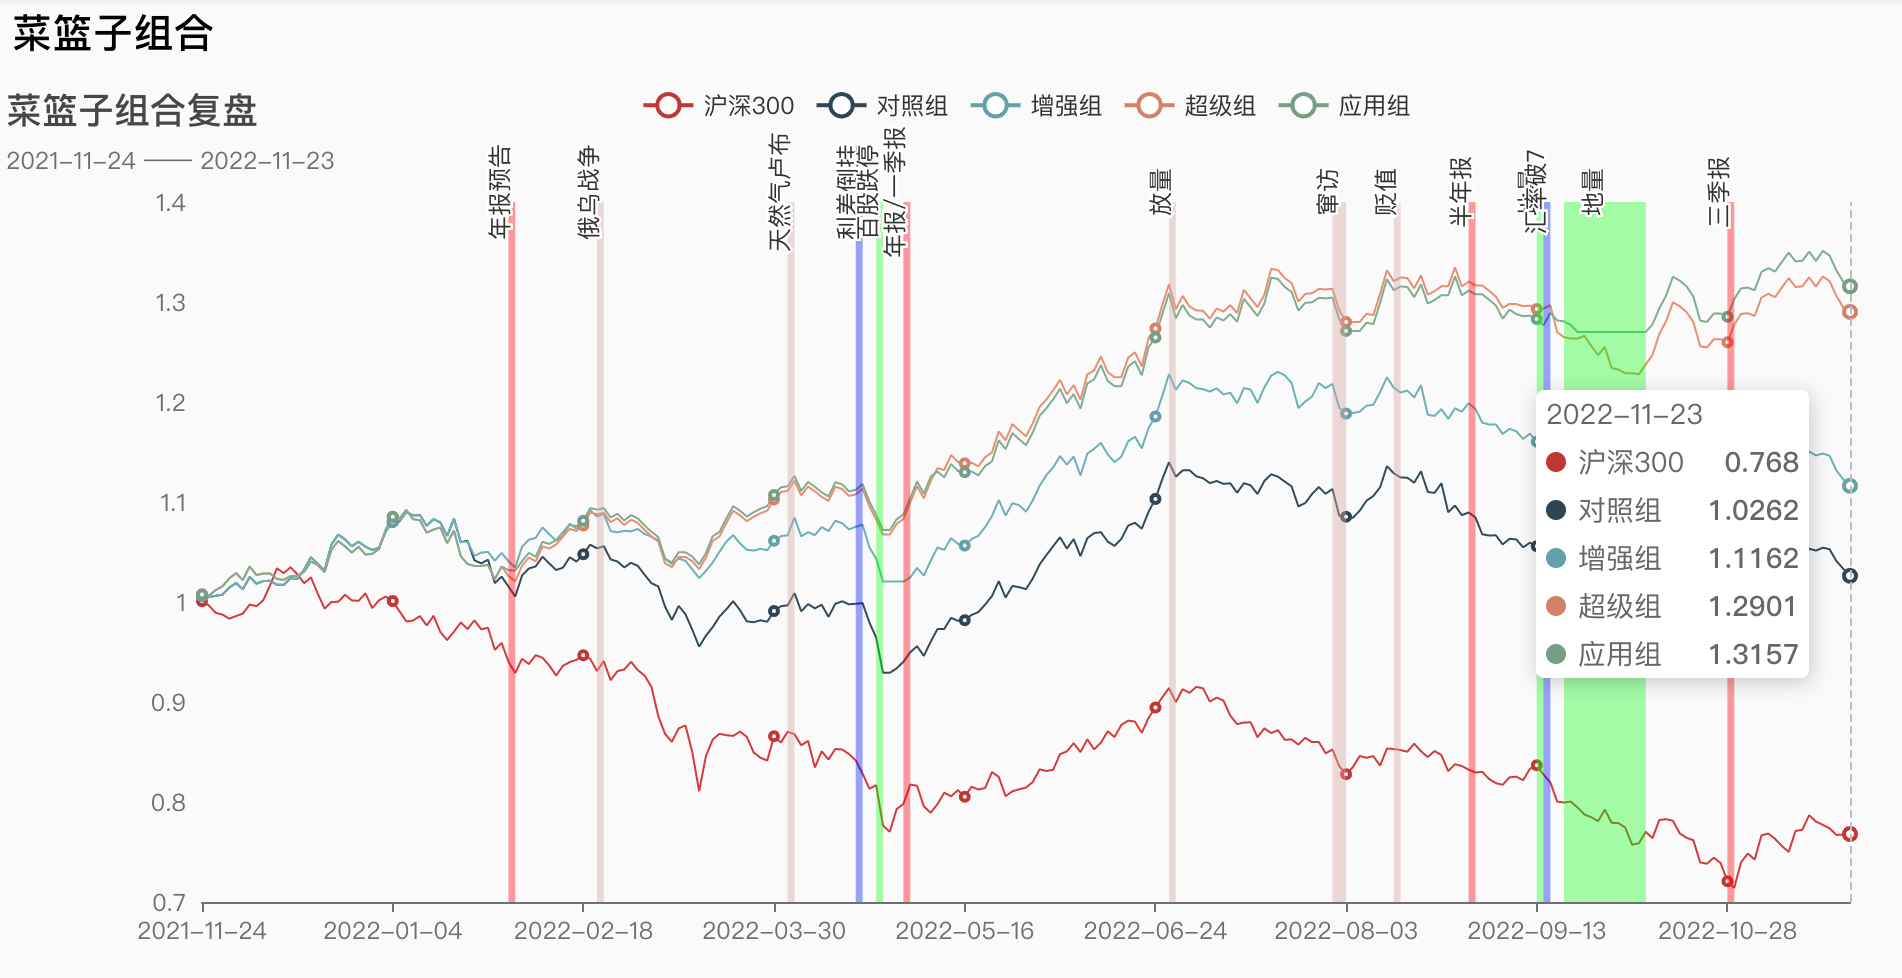 菜篮子组合
菜篮子组合复盘
沪深300 对照组 增强组 超级组 应用组
2021-11-24 2022-11-23
年报预告
俄乌战争
天然气卢布
利差倒挂
百股跌停
年报/一季报
放量
窜访
贬值
半年报
汇率破7
地量
三季报
1.4
1.3
1.2
1.1
1
0.9
0.8
0.7
2021-11-24 2022-01-04 2022-02-18 2022-03-30 2022-05-16 2022-06-24 2022-08-03 2022-09-13 2022-10-28
2022-11-23
沪深300 0.768
对照组 1.0262
增强组 1.1162
超级组 1.2901
应用组 1.3157